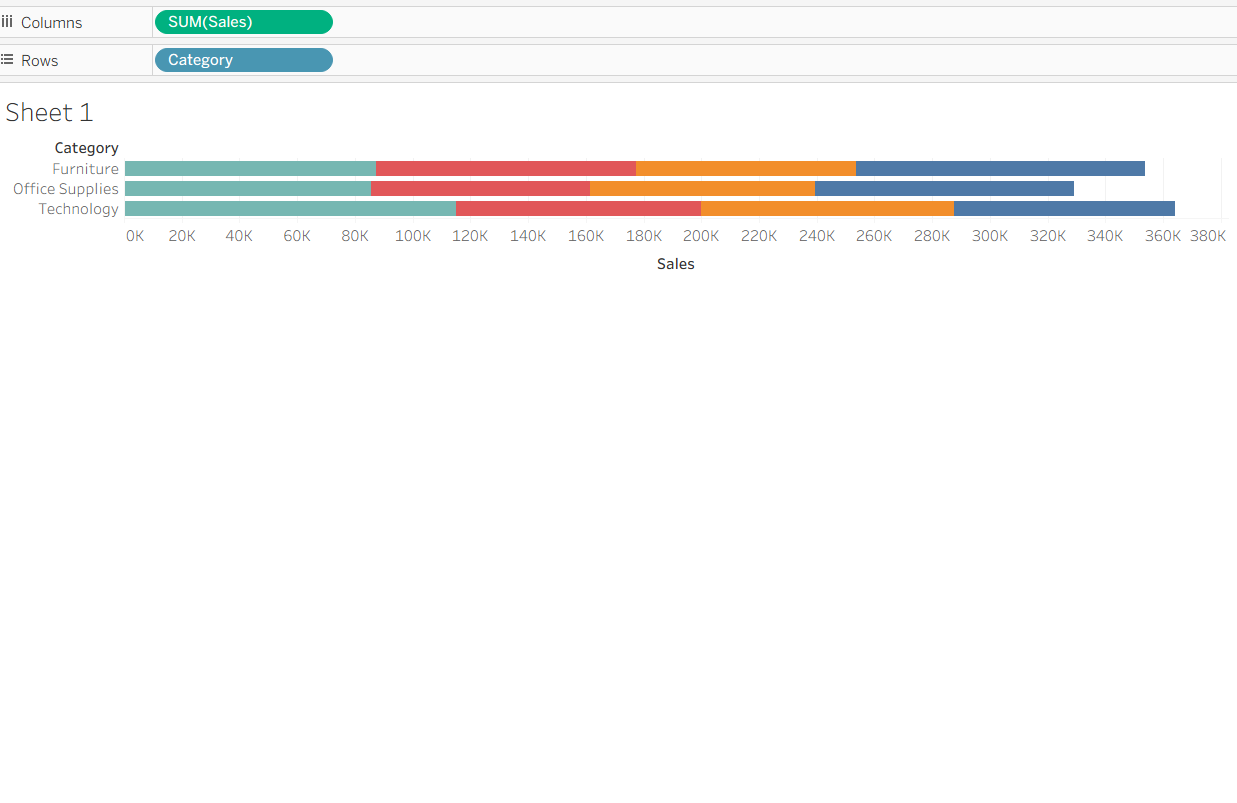 Columns SUM(Sales)
Rows Category
Sheet 1
Category
Furniture
Office Supplies
Technology
0K 20K 40K 60K 80K 100K 120K 140K 160K 180K 200K 220K 240K 260K 280K 300K 320K 340K 360K 380K
Sales